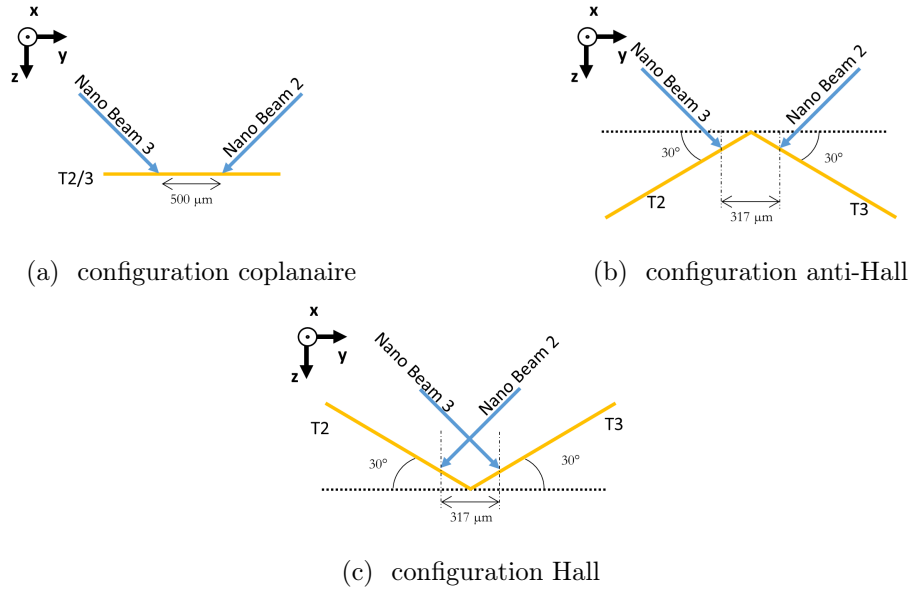 x
y
z
Nano Beam 3
Nano Beam 2
T2/3
500 µm
(a) configuration coplanaire
x
y
z
Nano Beam 3
Nano Beam 2
30°
30°
T2
T3
317 µm
(b) configuration anti-Hall
x
y
z
Nano Beam 3
Nano Beam 2
T2
T3
30°
30°
317 µm
(c) configuration Hall